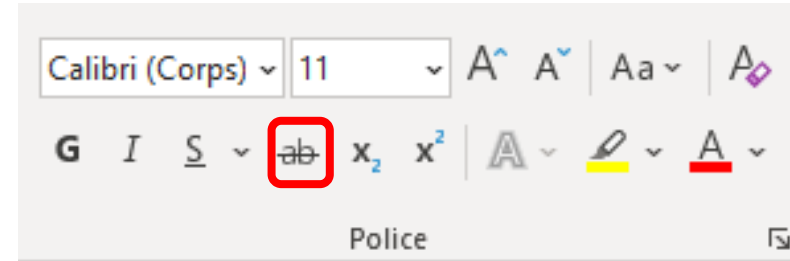 Calibri (Corps) 11 A A Aa A
G I S ab x₂ x² A A
Police